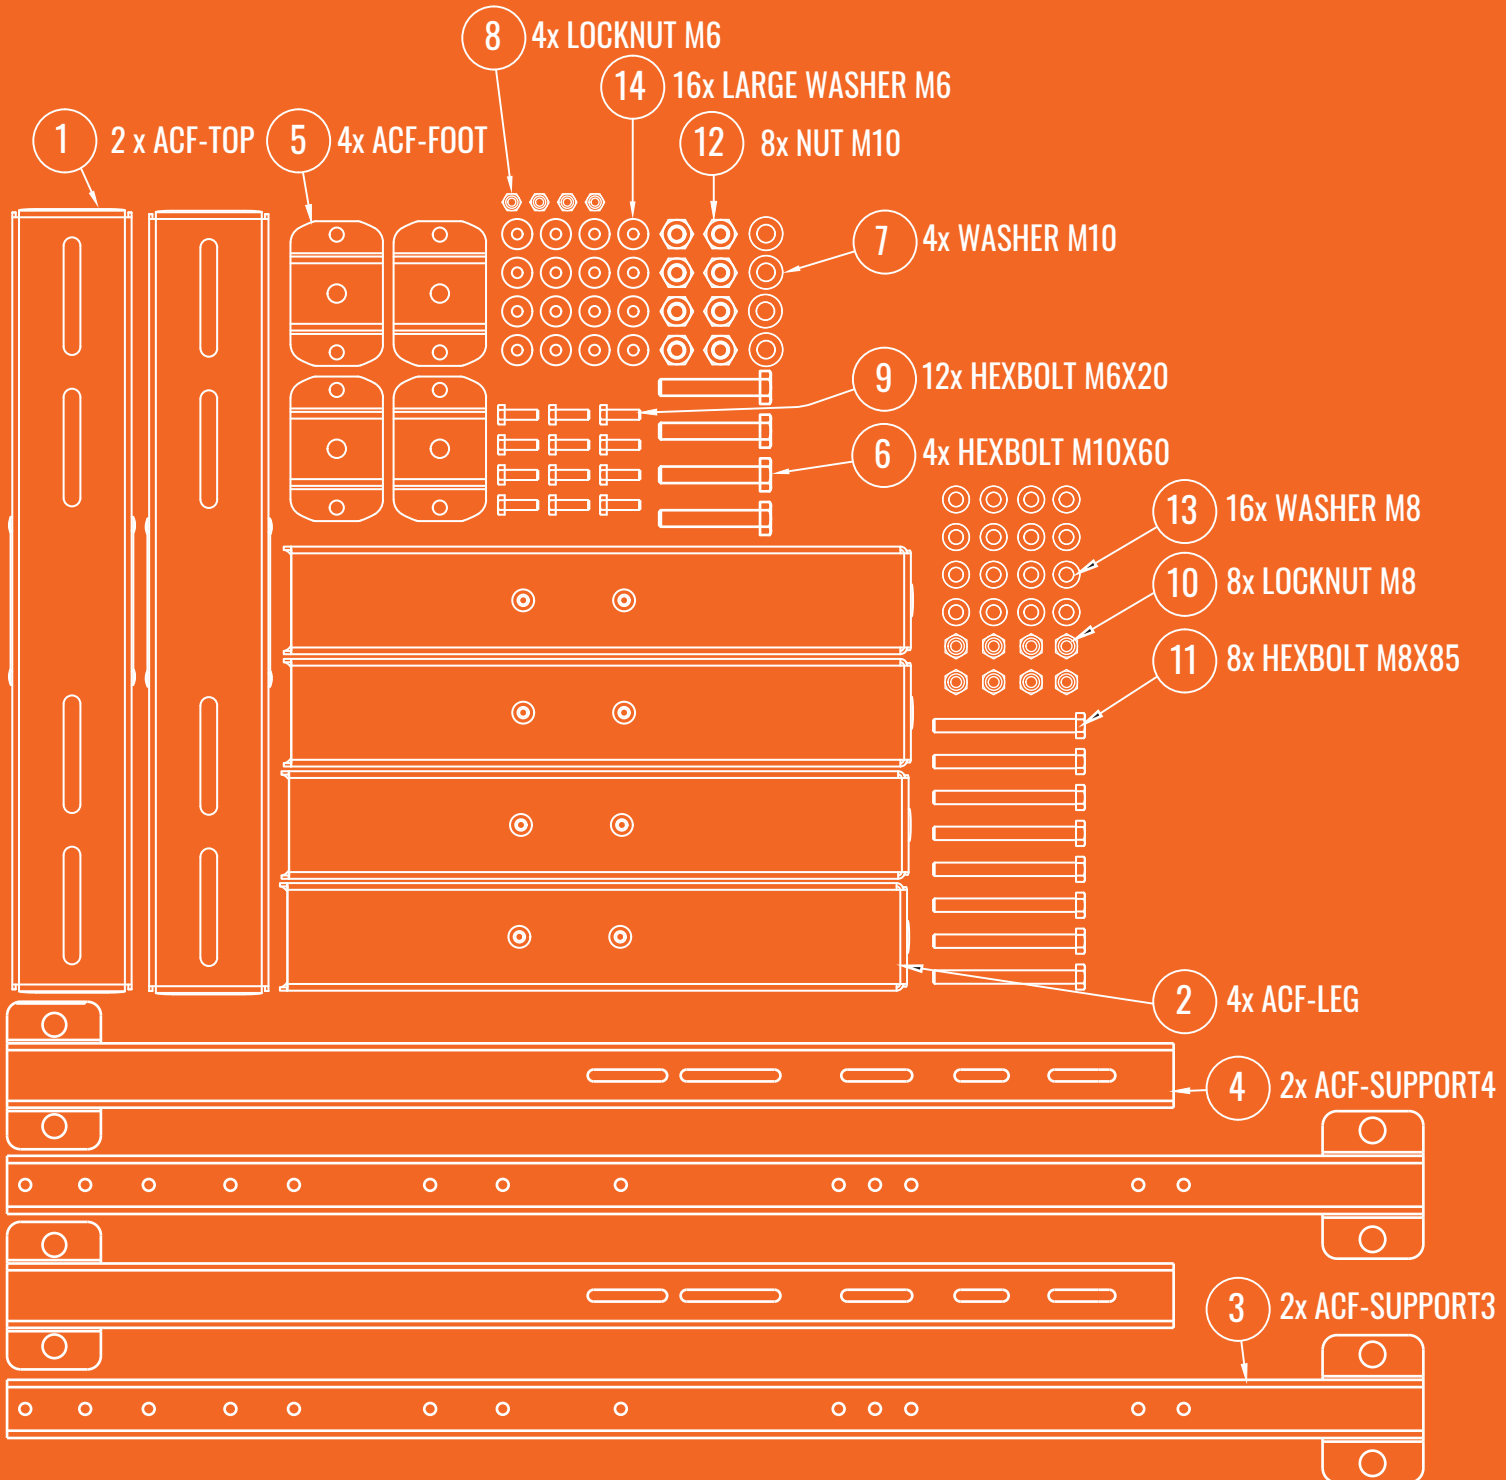 8 4x LOCKNUT M6
14 16x LARGE WASHER M6
1 2 x ACF-TOP
5 4x ACF-FOOT
12 8x NUT M10
7 4x WASHER M10
9 12x HEXBOLT M6X20
6 4x HEXBOLT M10X60
13 16x WASHER M8
10 8x LOCKNUT M8
11 8x HEXBOLT M8X85
2 4x ACF-LEG
4 2x ACF-SUPPORT4
3 2x ACF-SUPPORT3